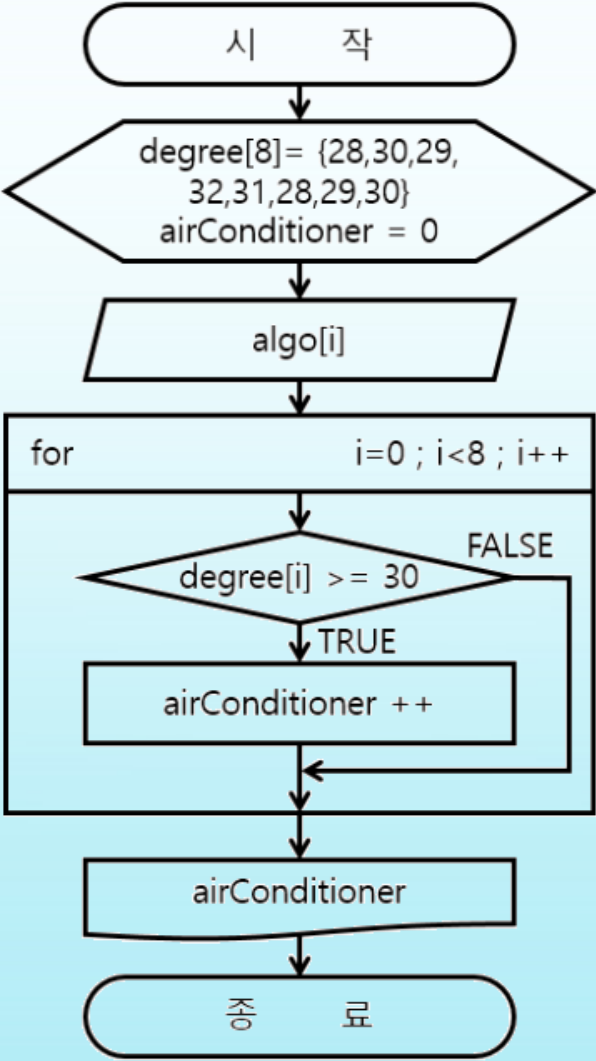 시 작
degree[8]= {28,30,29,
32,31,28,29,30}
airConditioner = 0
algo[i]
for i=0 ; i<8 ; i++
degree[i] >= 30
FALSE
TRUE
airConditioner ++
airConditioner
종 료